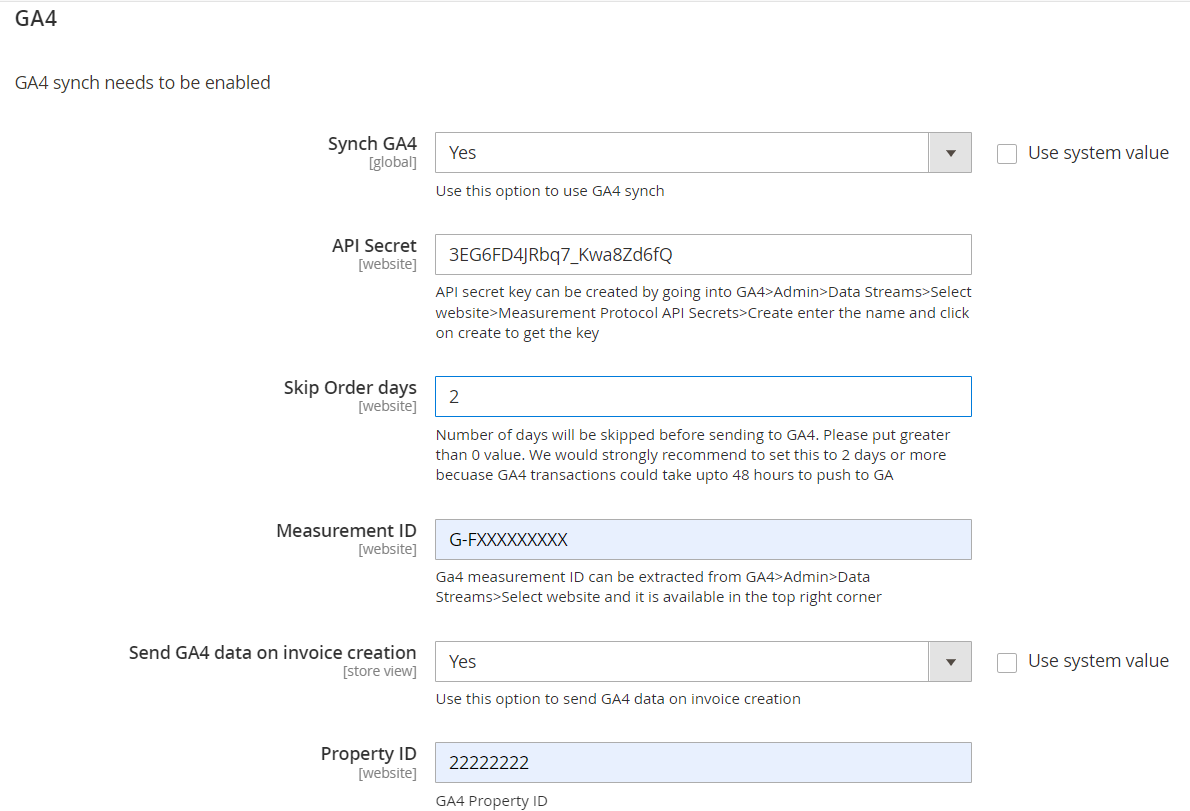 GA4
GA4 synch needs to be enabled
Synch GA4
[global]
Yes
Use system value
Use this option to use GA4 synch
API Secret
[website]
3EG6FD4JRbq7_Kwa8Zd6fQ
API secret key can be created by going into GA4>Admin>Data Streams>Select
website>Measurement Protocol API Secrets>Create enter the name and click
on create to get the key
Skip Order days
[website]
2
Number of days will be skipped before sending to GA4. Please put greater
than 0 value. We would strongly recommend to set this to 2 days or more
becuase GA4 transactions could take upto 48 hours to push to GA
Measurement ID
[website]
G-FXXXXXXXXX
Ga4 measurement ID can be extracted from GA4>Admin>Data
Streams>Select website and it is available in the top right corner
Send GA4 data on invoice creation
[store view]
Yes
Use system value
Use this option to send GA4 data on invoice creation
Property ID
[website]
22222222
GA4 Property ID